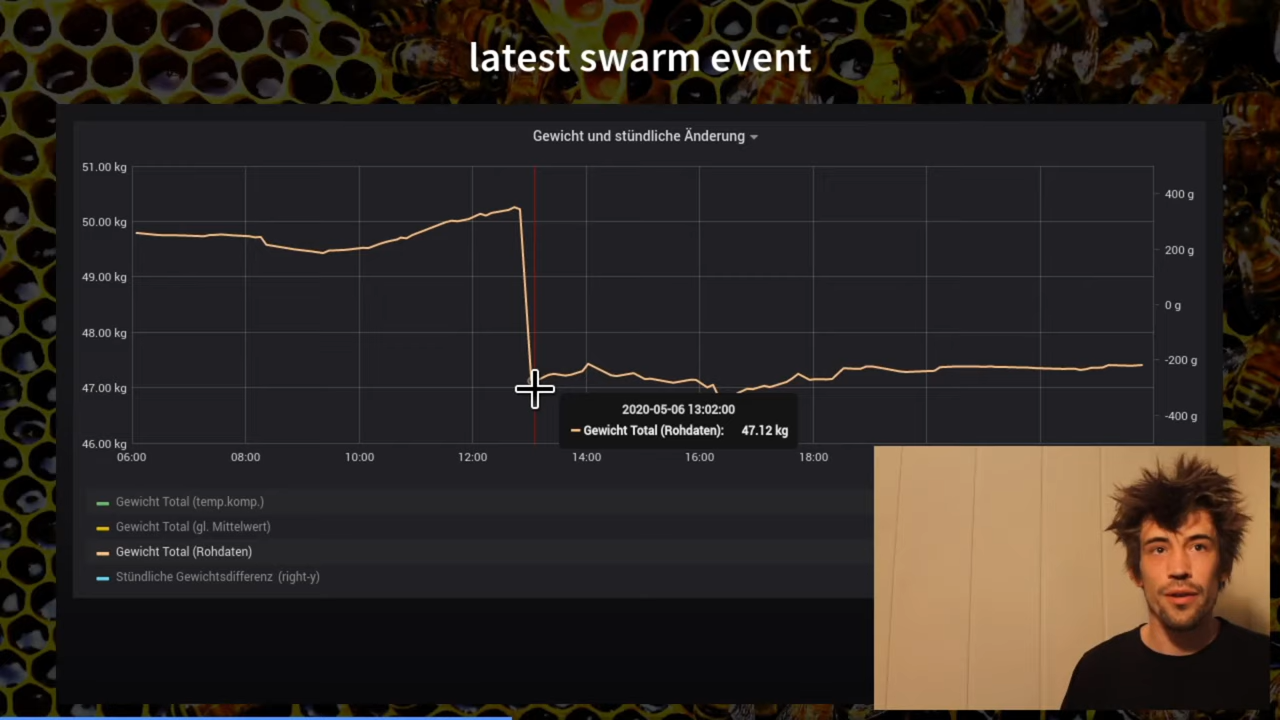 latest swarm event
Gewicht und stündliche Änderung
51.00 kg
50.00 kg
49.00 kg
48.00 kg
47.00 kg
46.00 kg
400 g
200 g
0 g
-200 g
-400 g
2020-05-06 13:02:00
Gewicht Total (Rohdaten): 47.12 kg
06:00 08:00 10:00 12:00 14:00 16:00 18:00
Gewicht Total (temp.komp.)
Gewicht Total (gl. Mittelwert)
Gewicht Total (Rohdaten)
Stündliche Gewichtsdifferenz (right-y)